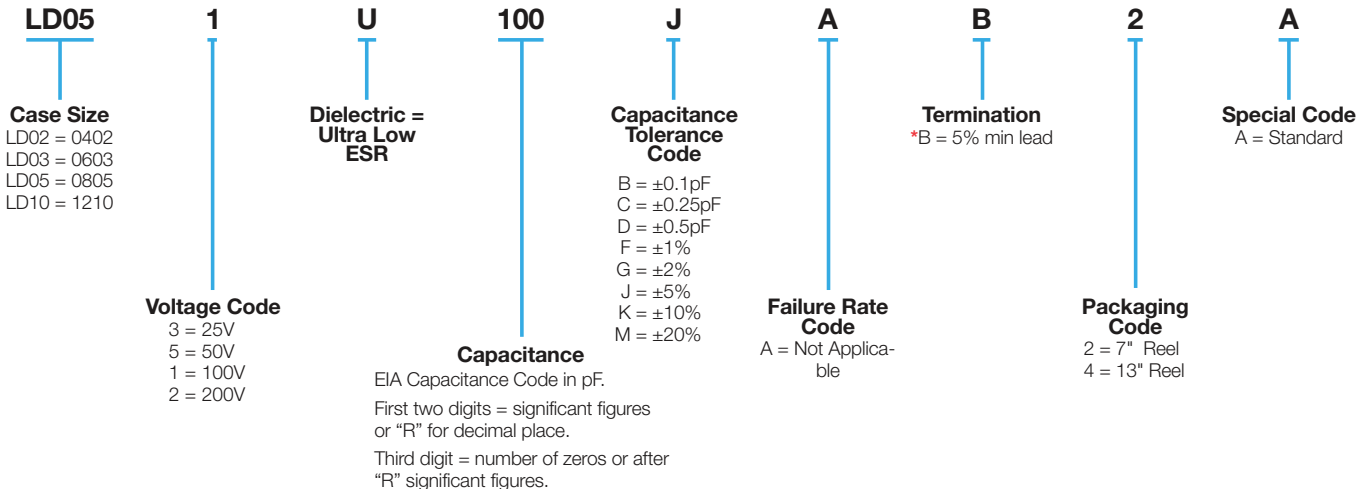 LD05 1 U 100 J A B 2 A
Case Size
LD02 = 0402
LD03 = 0603
LD05 = 0805
LD10 = 1210
Voltage Code
3 = 25V
5 = 50V
1 = 100V
2 = 200V
Dielectric =
Ultra Low
ESR
Capacitance
EIA Capacitance Code in pF.
First two digits = significant figures
or “R” for decimal place.
Third digit = number of zeros or after
“R” significant figures.
Capacitance
Tolerance
Code
B = ±0.1pF
C = ±0.25pF
D = ±0.5pF
F = ±1%
G = ±2%
J = ±5%
K = ±10%
M = ±20%
Failure Rate
Code
A = Not Applica-
ble
Termination
*B = 5% min lead
Packaging
Code
2 = 7" Reel
4 = 13" Reel
Special Code
A = Standard